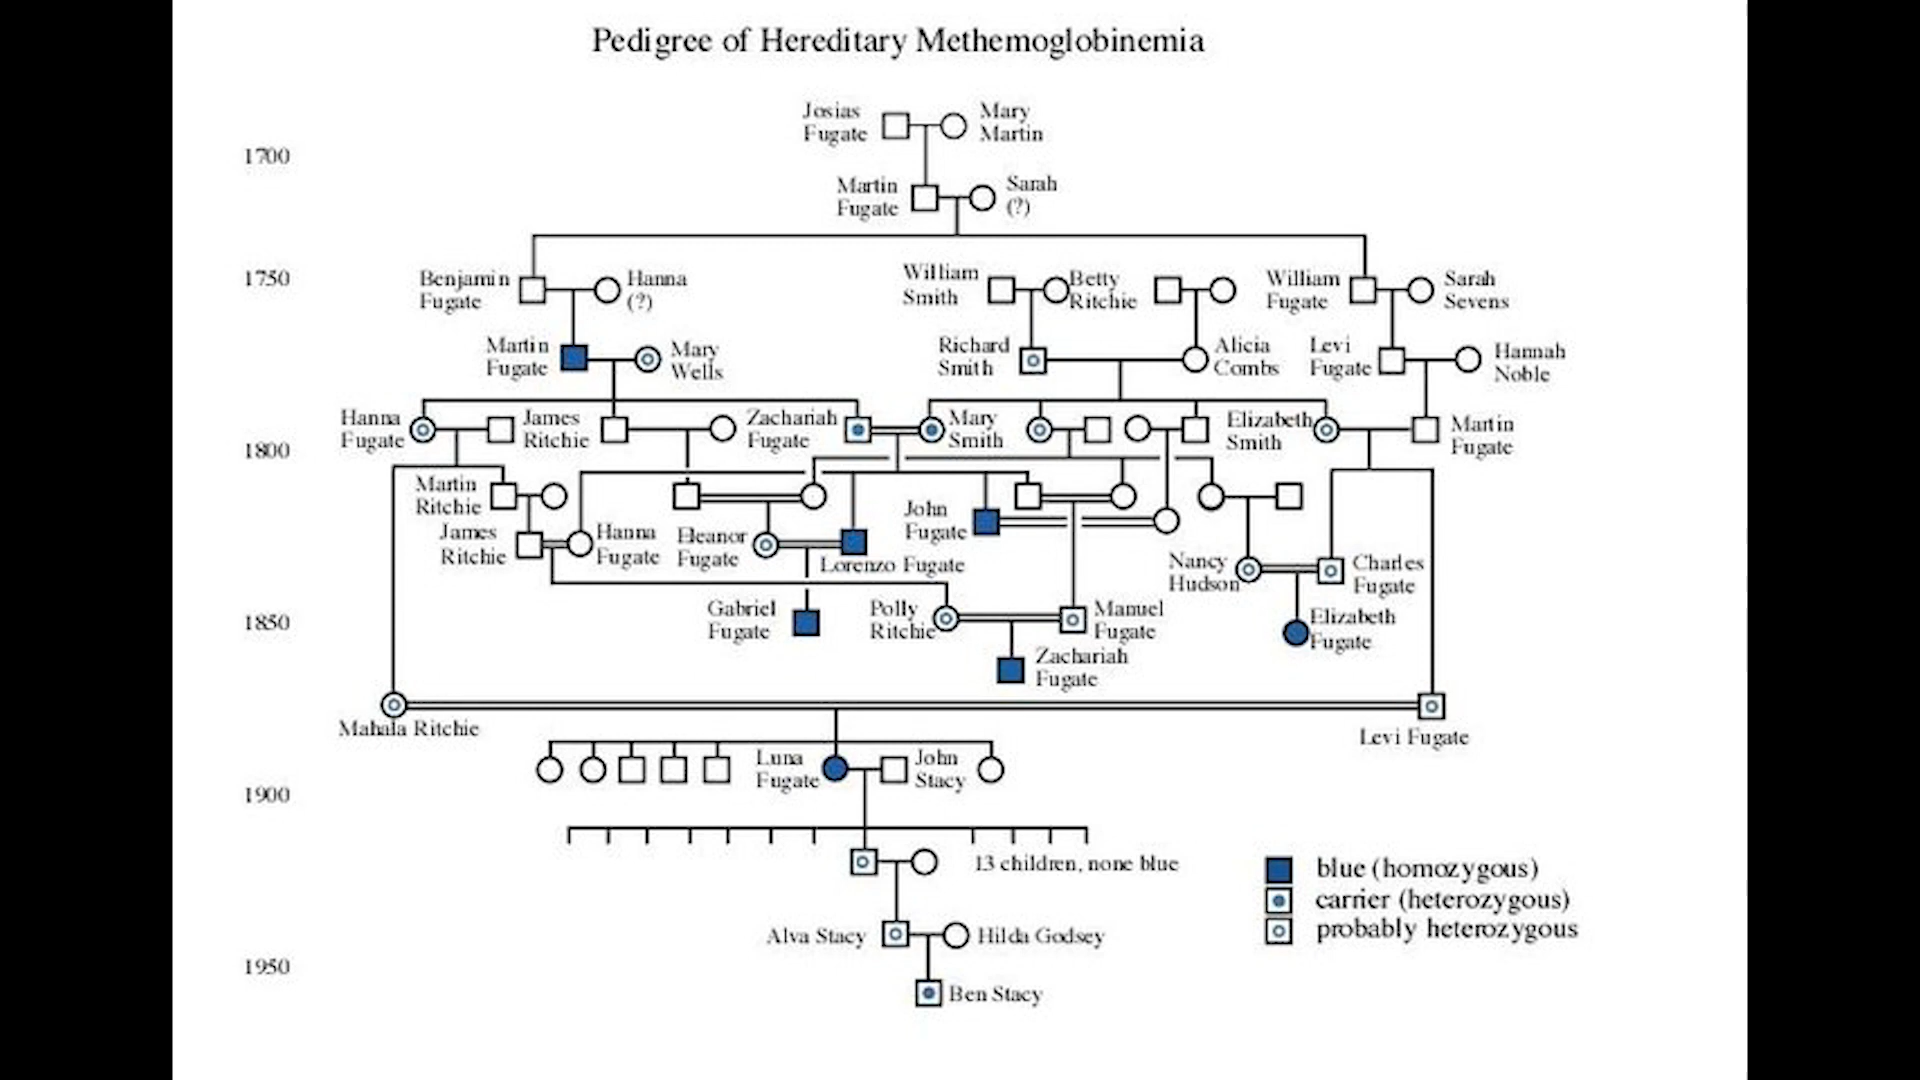 Pedigree of Hereditary Methemoglobinemia
Josias
Fugate
Mary
Martin
1700
Martin
Fugate
Sarah
(?)
1750
Benjamin
Fugate
Hanna
(?)
William
Smith
Betty
Ritchie
William
Fugate
Sarah
Sevens
Martin
Fugate
Mary
Wells
Richard
Smith
Alicia
Combs
Levi
Fugate
Hannah
Noble
Hanna
Fugate
James
Ritchie
Zachariah
Fugate
Mary
Smith
Elizabeth
Smith
Martin
Fugate
1800
Martin
Ritchie
James
Ritchie
Hanna
Fugate
Eleanor
Fugate
Lorenzo Fugate
John
Fugate
Nancy
Hudson
Charles
Fugate
1850
Gabriel
Fugate
Polly
Ritchie
Manuel
Fugate
Elizabeth
Fugate
Zachariah
Fugate
Mahala Ritchie
Levi Fugate
Luna
Fugate
John
Stacy
1900
13 children, none blue
blue (homozygous)
carrier (heterozygous)
probably heterozygous
Alva Stacy
Hilda Godsey
1950
Ben Stacy